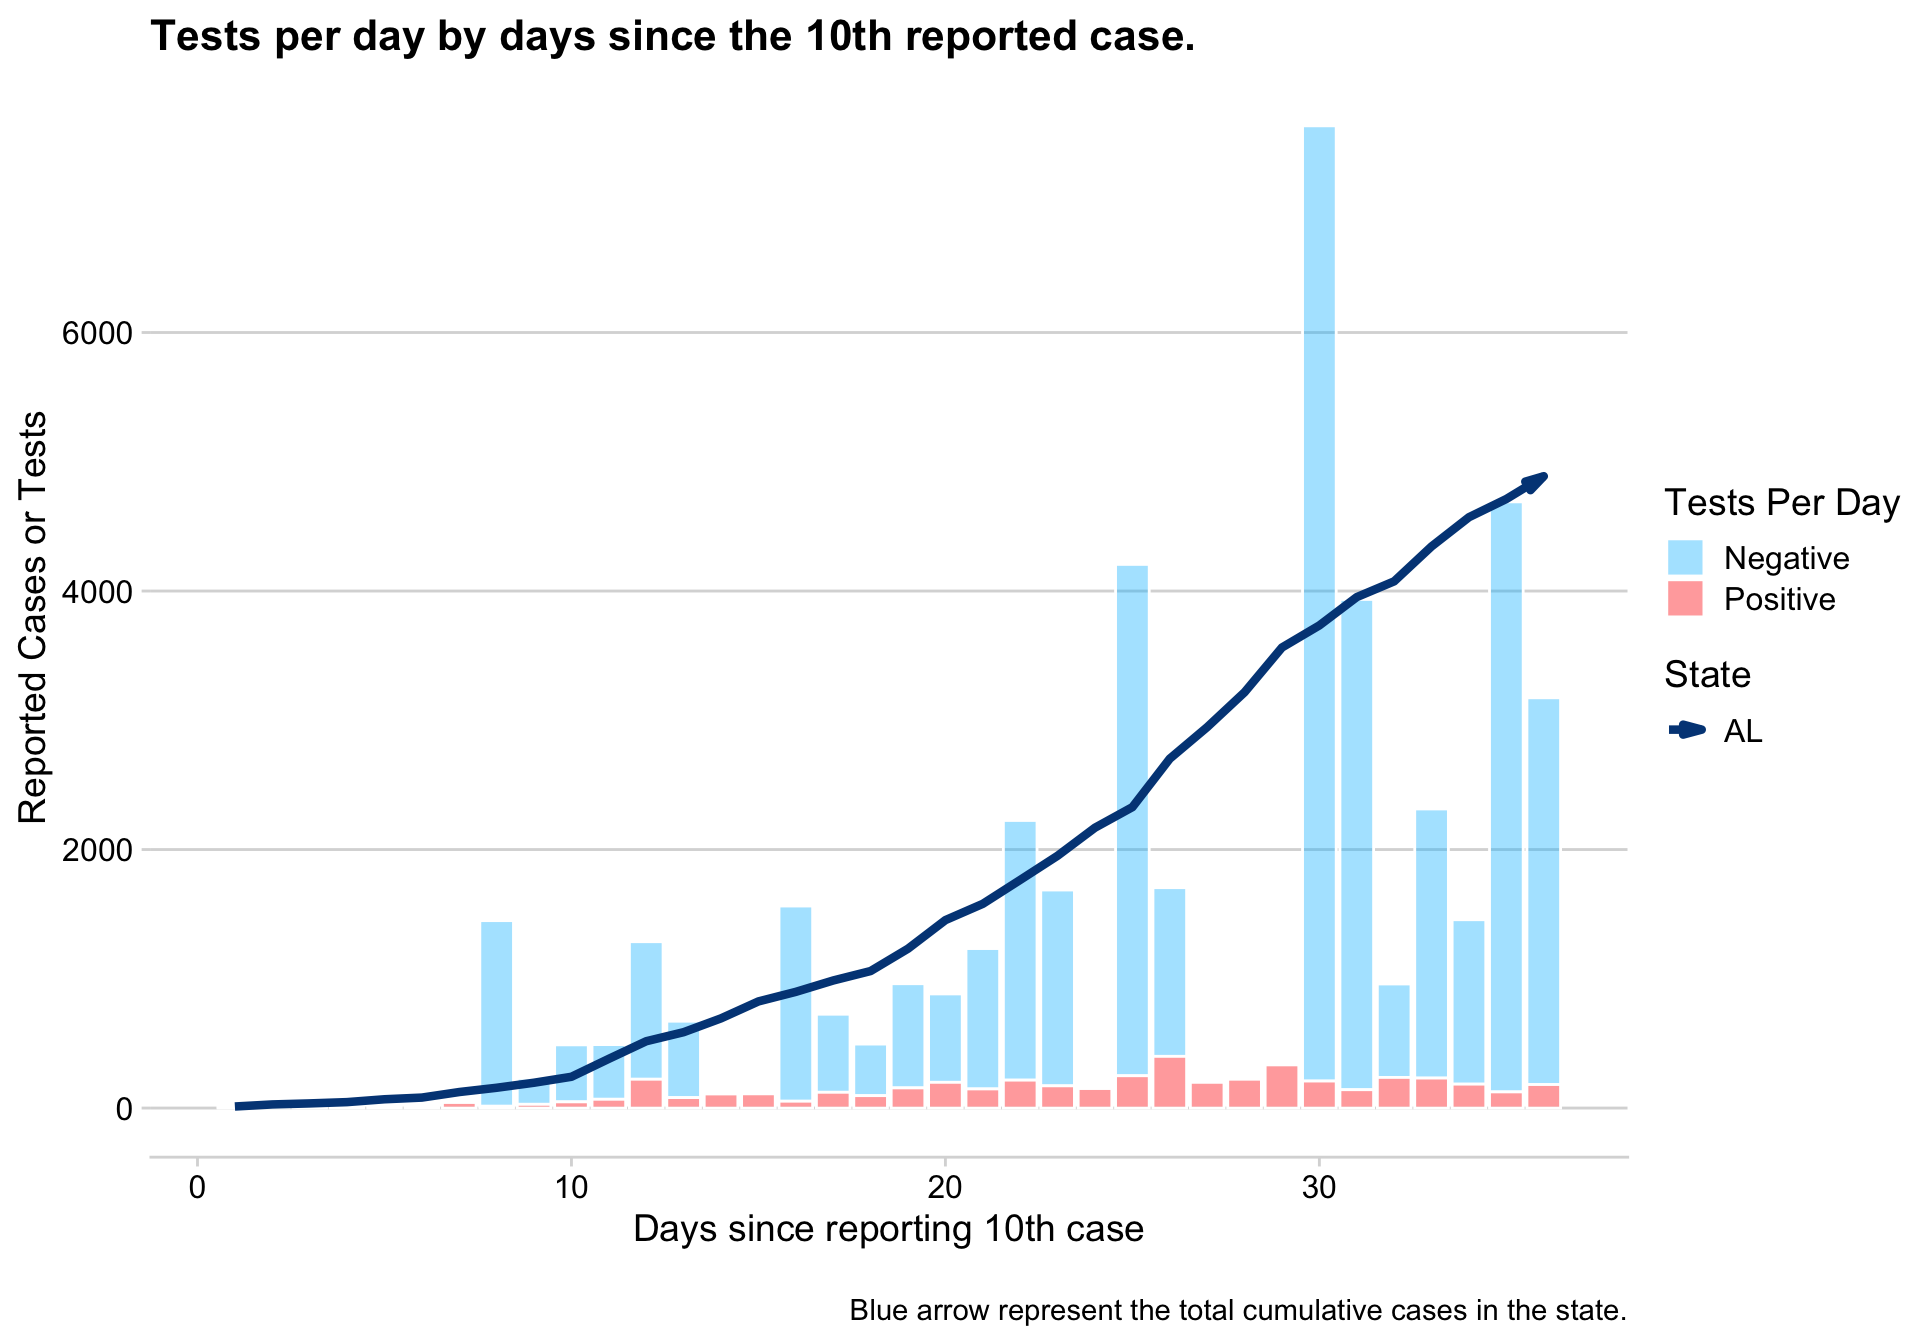 Tests per day by days since the 10th reported case.
Reported Cases or Tests
6000
4000
2000
0
0 10 20 30
Days since reporting 10th case
Tests Per Day
Negative
Positive
State
AL
Blue arrow represent the total cumulative cases in the state.